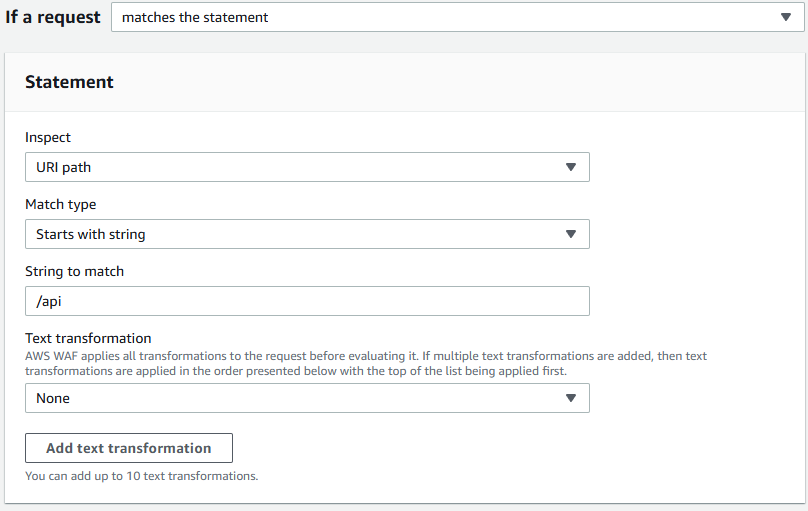 If a request matches the statement
Statement
Inspect
URI path
Match type
Starts with string
String to match
/api
Text transformation
AWS WAF applies all transformations to the request before evaluating it. If multiple text transformations are added, then text
transformations are applied in the order presented below with the top of the list being applied first.
None
Add text transformation
You can add up to 10 text transformations.